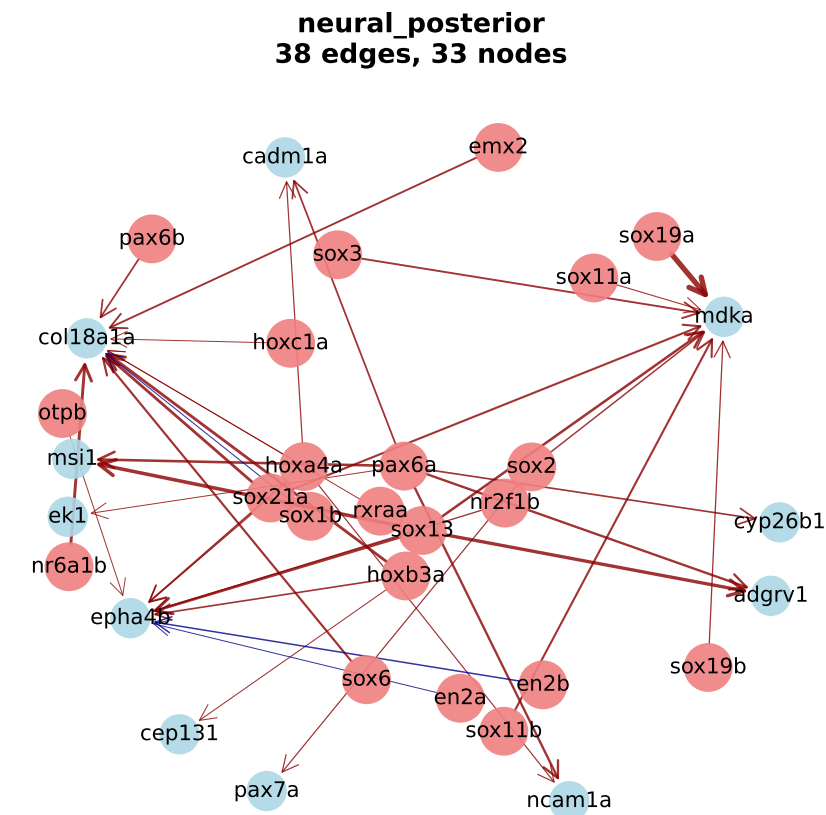 neural_posterior
38 edges, 33 nodes
emx2
cadm1a
pax6b
sox19a
sox3
sox11a
mdka
col18a1a
hoxc1a
otpb
msi1
hoxa4a
pax6a
sox2
sox21a
nr2f1b
rxraa
sox1b
ek1
cyp26b1
sox13
nr6a1b
hoxb3a
adgrv1
epha4b
sox19b
sox6
en2b
en2a
sox11b
cep131
pax7a
ncam1a